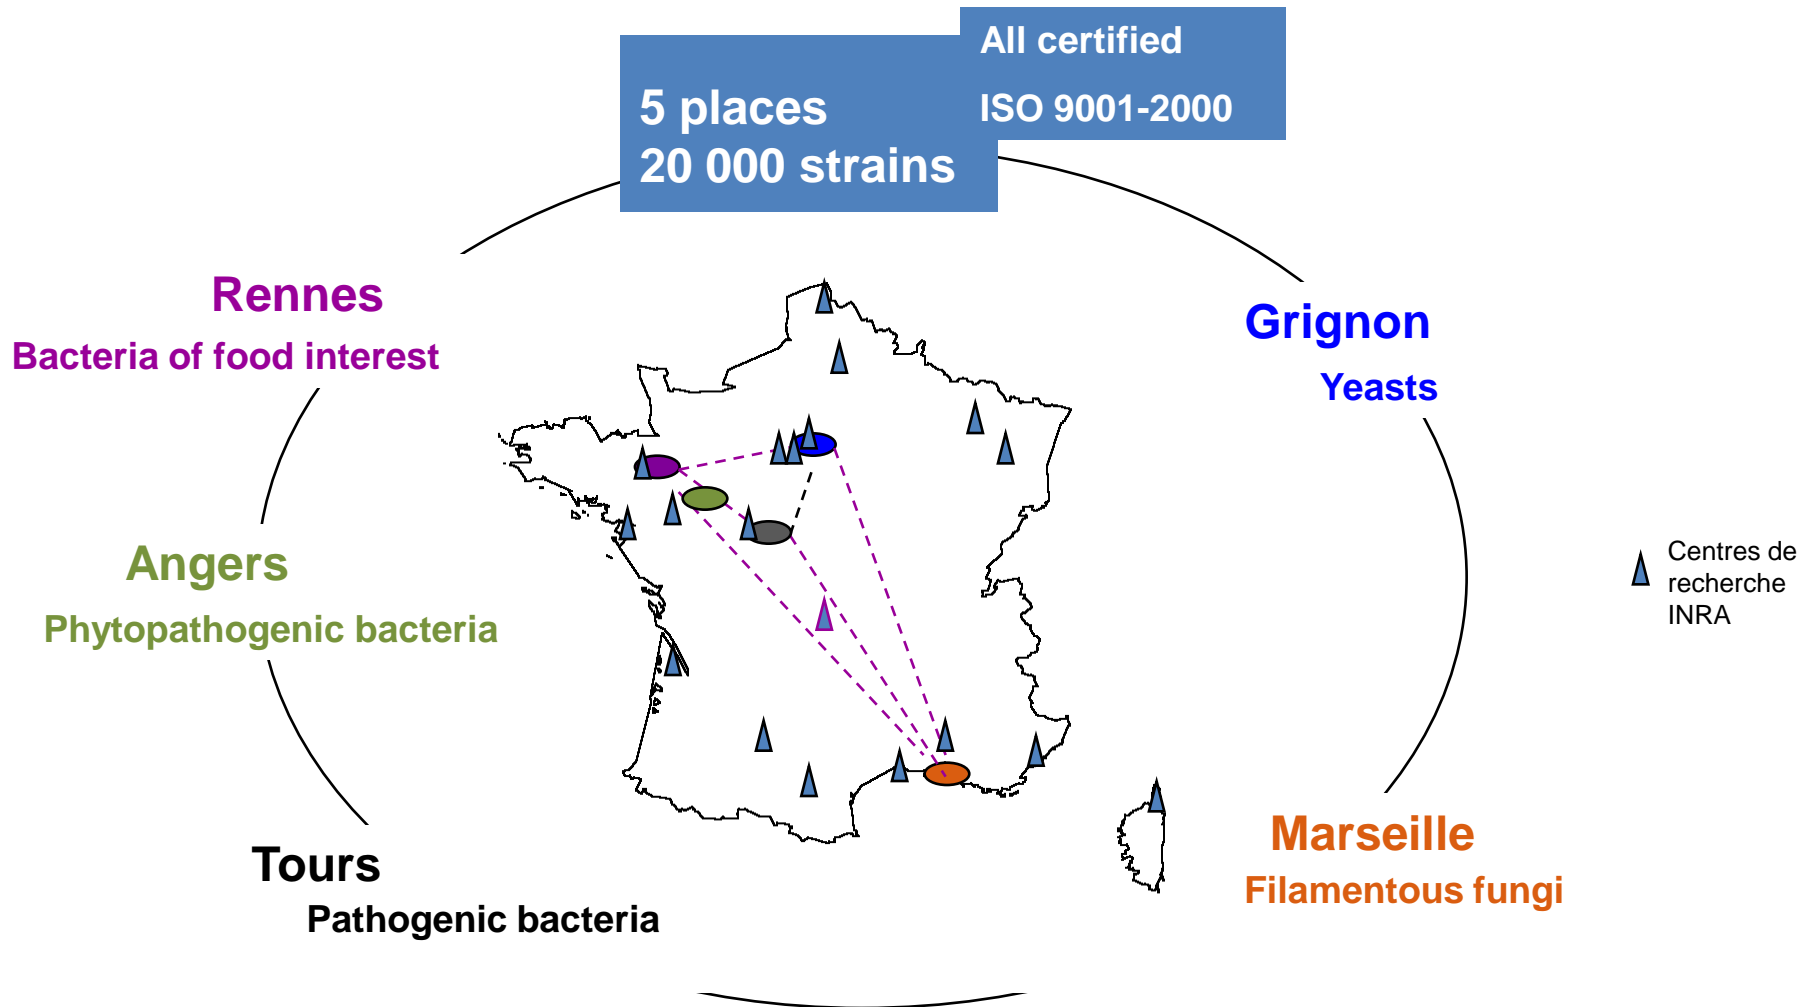 All certified
ISO 9001-2000
5 places
20 000 strains
Rennes
Bacteria of food interest
Grignon
Yeasts
Angers
Phytopathogenic bacteria
Centres de
recherche
INRA
Tours
Pathogenic bacteria
Marseille
Filamentous fungi